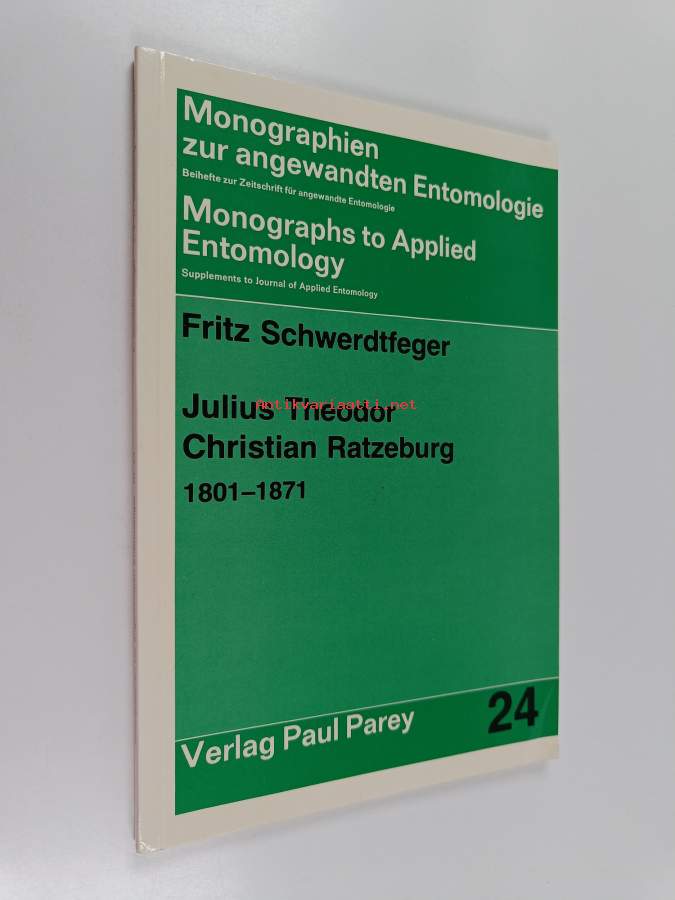 Monographien
zur angewandten Entomologie
Beihefte zur Zeitschrift für angewandte Entomologie
Monographs to Applied
Entomology
Supplements to Journal of Applied Entomology
Fritz Schwerdtfeger
Julius Theodor
Antikvariaatti.net
Christian Ratzeburg
1801–1871
Verlag Paul Parey
24